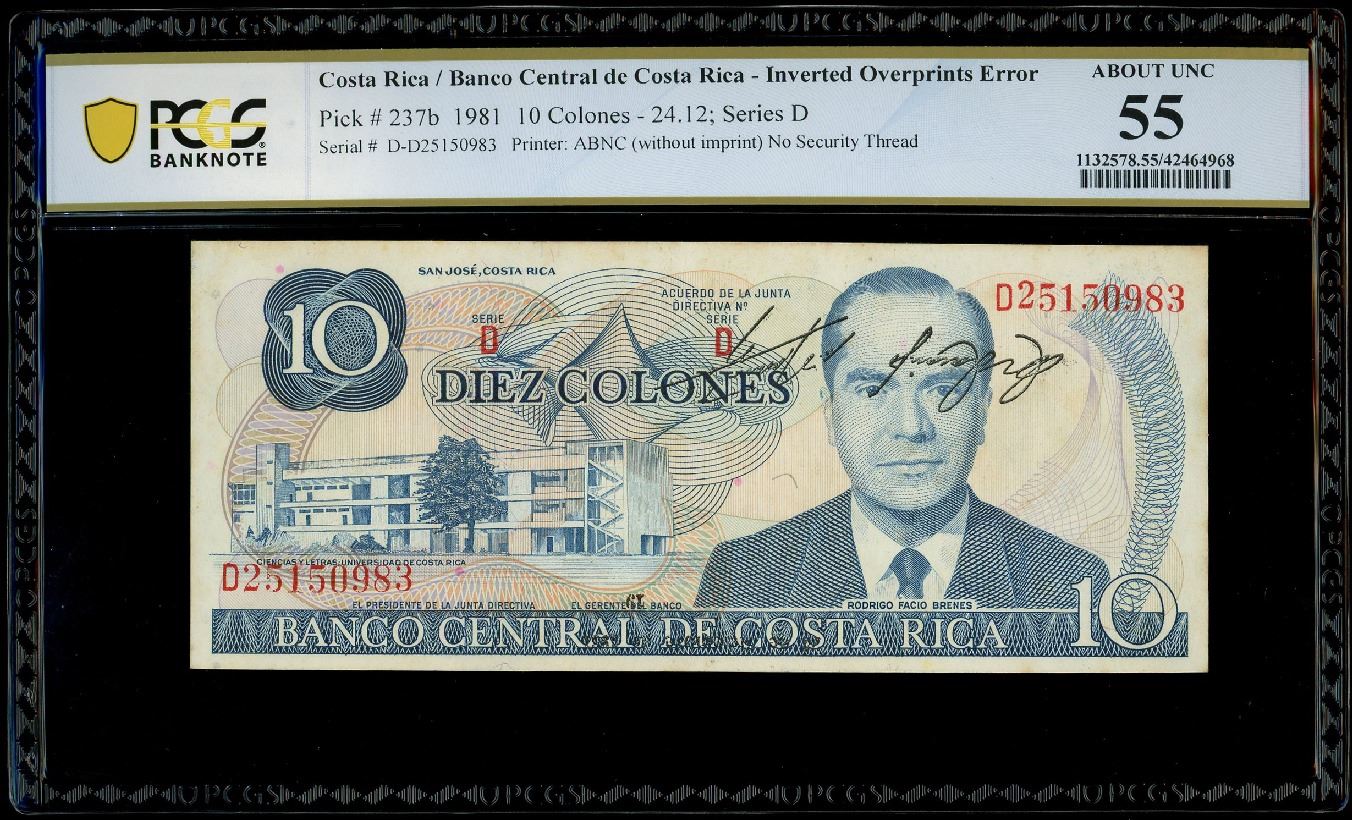 Costa Rica / Banco Central de Costa Rica - Inverted Overprints Error
Pick # 237b 1981 10 Colones - 24.12; Series D
Serial # D-D25150983 Printer: ABNC (without imprint) No Security Thread
PCGS
BANKNOTE
ABOUT UNC
55
1132578.55/42464968
10
SAN JOSÉ, COSTA RICA
SERIE
D
ACUERDO DE LA JUNTA
DIRECTIVA Nº
SERIE
D
D25150983
DIEZ COLONES
CIENCIAS Y LETRAS, UNIVERSIDAD DE COSTA RICA
D25150983
EL PRESIDENTE DE LA JUNTA DIRECTIVA
EL GERENTE DEL BANCO
RODRIGO FACIO BRENES
BANCO CENTRAL DE COSTA RICA
10